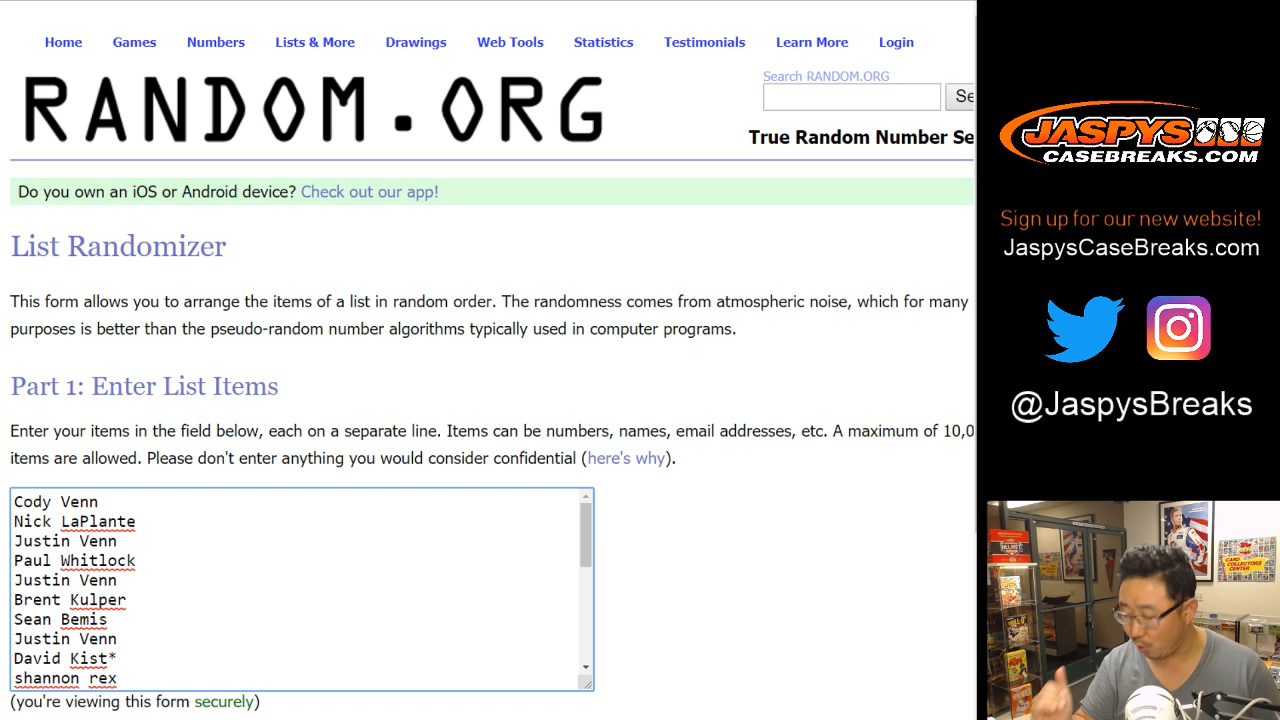 Home Games Numbers Lists & More Drawings Web Tools Statistics Testimonials Learn More Login
RANDOM.ORG
Search RANDOM.ORG
Se
True Random Number Se
Do you own an iOS or Android device? Check out our app!
List Randomizer
This form allows you to arrange the items of a list in random order. The randomness comes from atmospheric noise, which for many
purposes is better than the pseudo-random number algorithms typically used in computer programs.
Part 1: Enter List Items
Enter your items in the field below, each on a separate line. Items can be numbers, names, email addresses, etc. A maximum of 10,0
items are allowed. Please don't enter anything you would consider confidential (here's why).
Cody Venn
Nick LaPlante
Justin Venn
Paul Whitlock
Justin Venn
Brent Kulper
Sean Bemis
Justin Venn
David Kist*
shannon rex
(you're viewing this form securely)
JASPYS
CASEBREAKS.COM
Sign up for our new website!
JaspysCaseBreaks.com
@JaspysBreaks
topps
CARD
COLLECTORS
CENTER